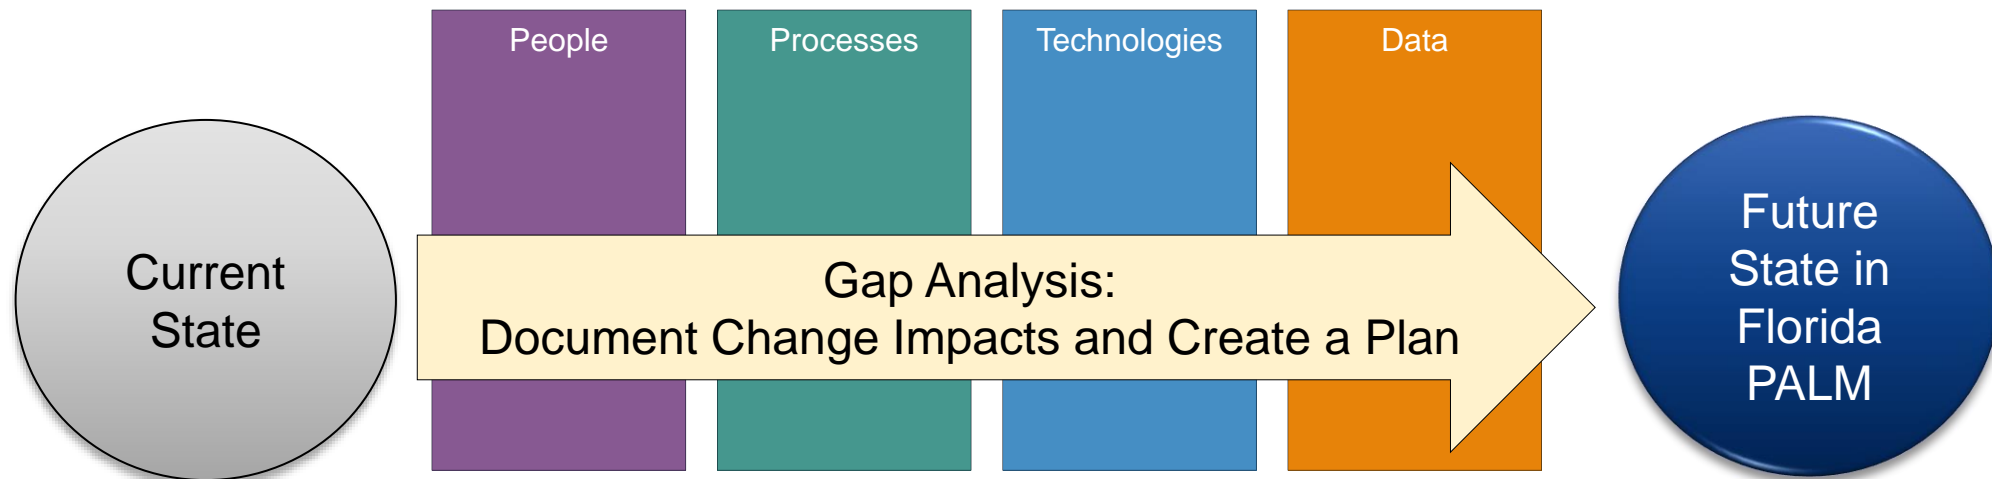 People
Processes
Technologies
Data
Current
State
Gap Analysis:
Document Change Impacts and Create a Plan
Future
State in
Florida
PALM